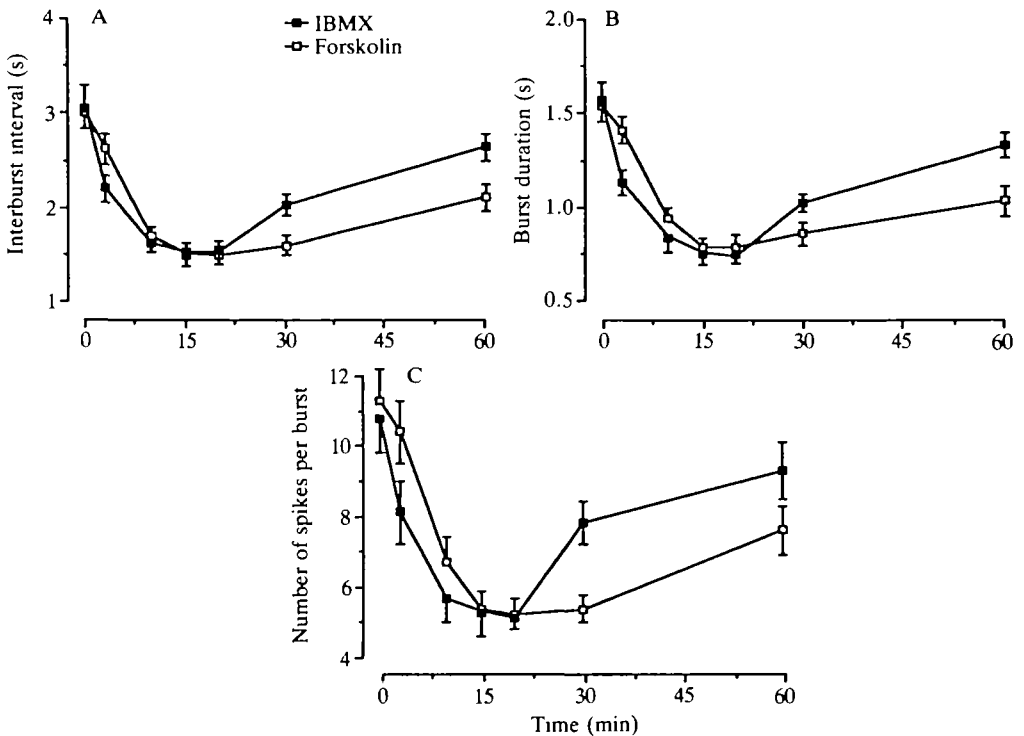 A
IBMX
Forskolin
Interburst interval (s)
4
3
2
1
0 15 30 45 60
B
Burst duration (s)
2.0
1.5
1.0
0.5
0 15 30 45 60
C
Number of spikes per burst
12
10
8
6
4
0 15 30 45 60
Time (min)